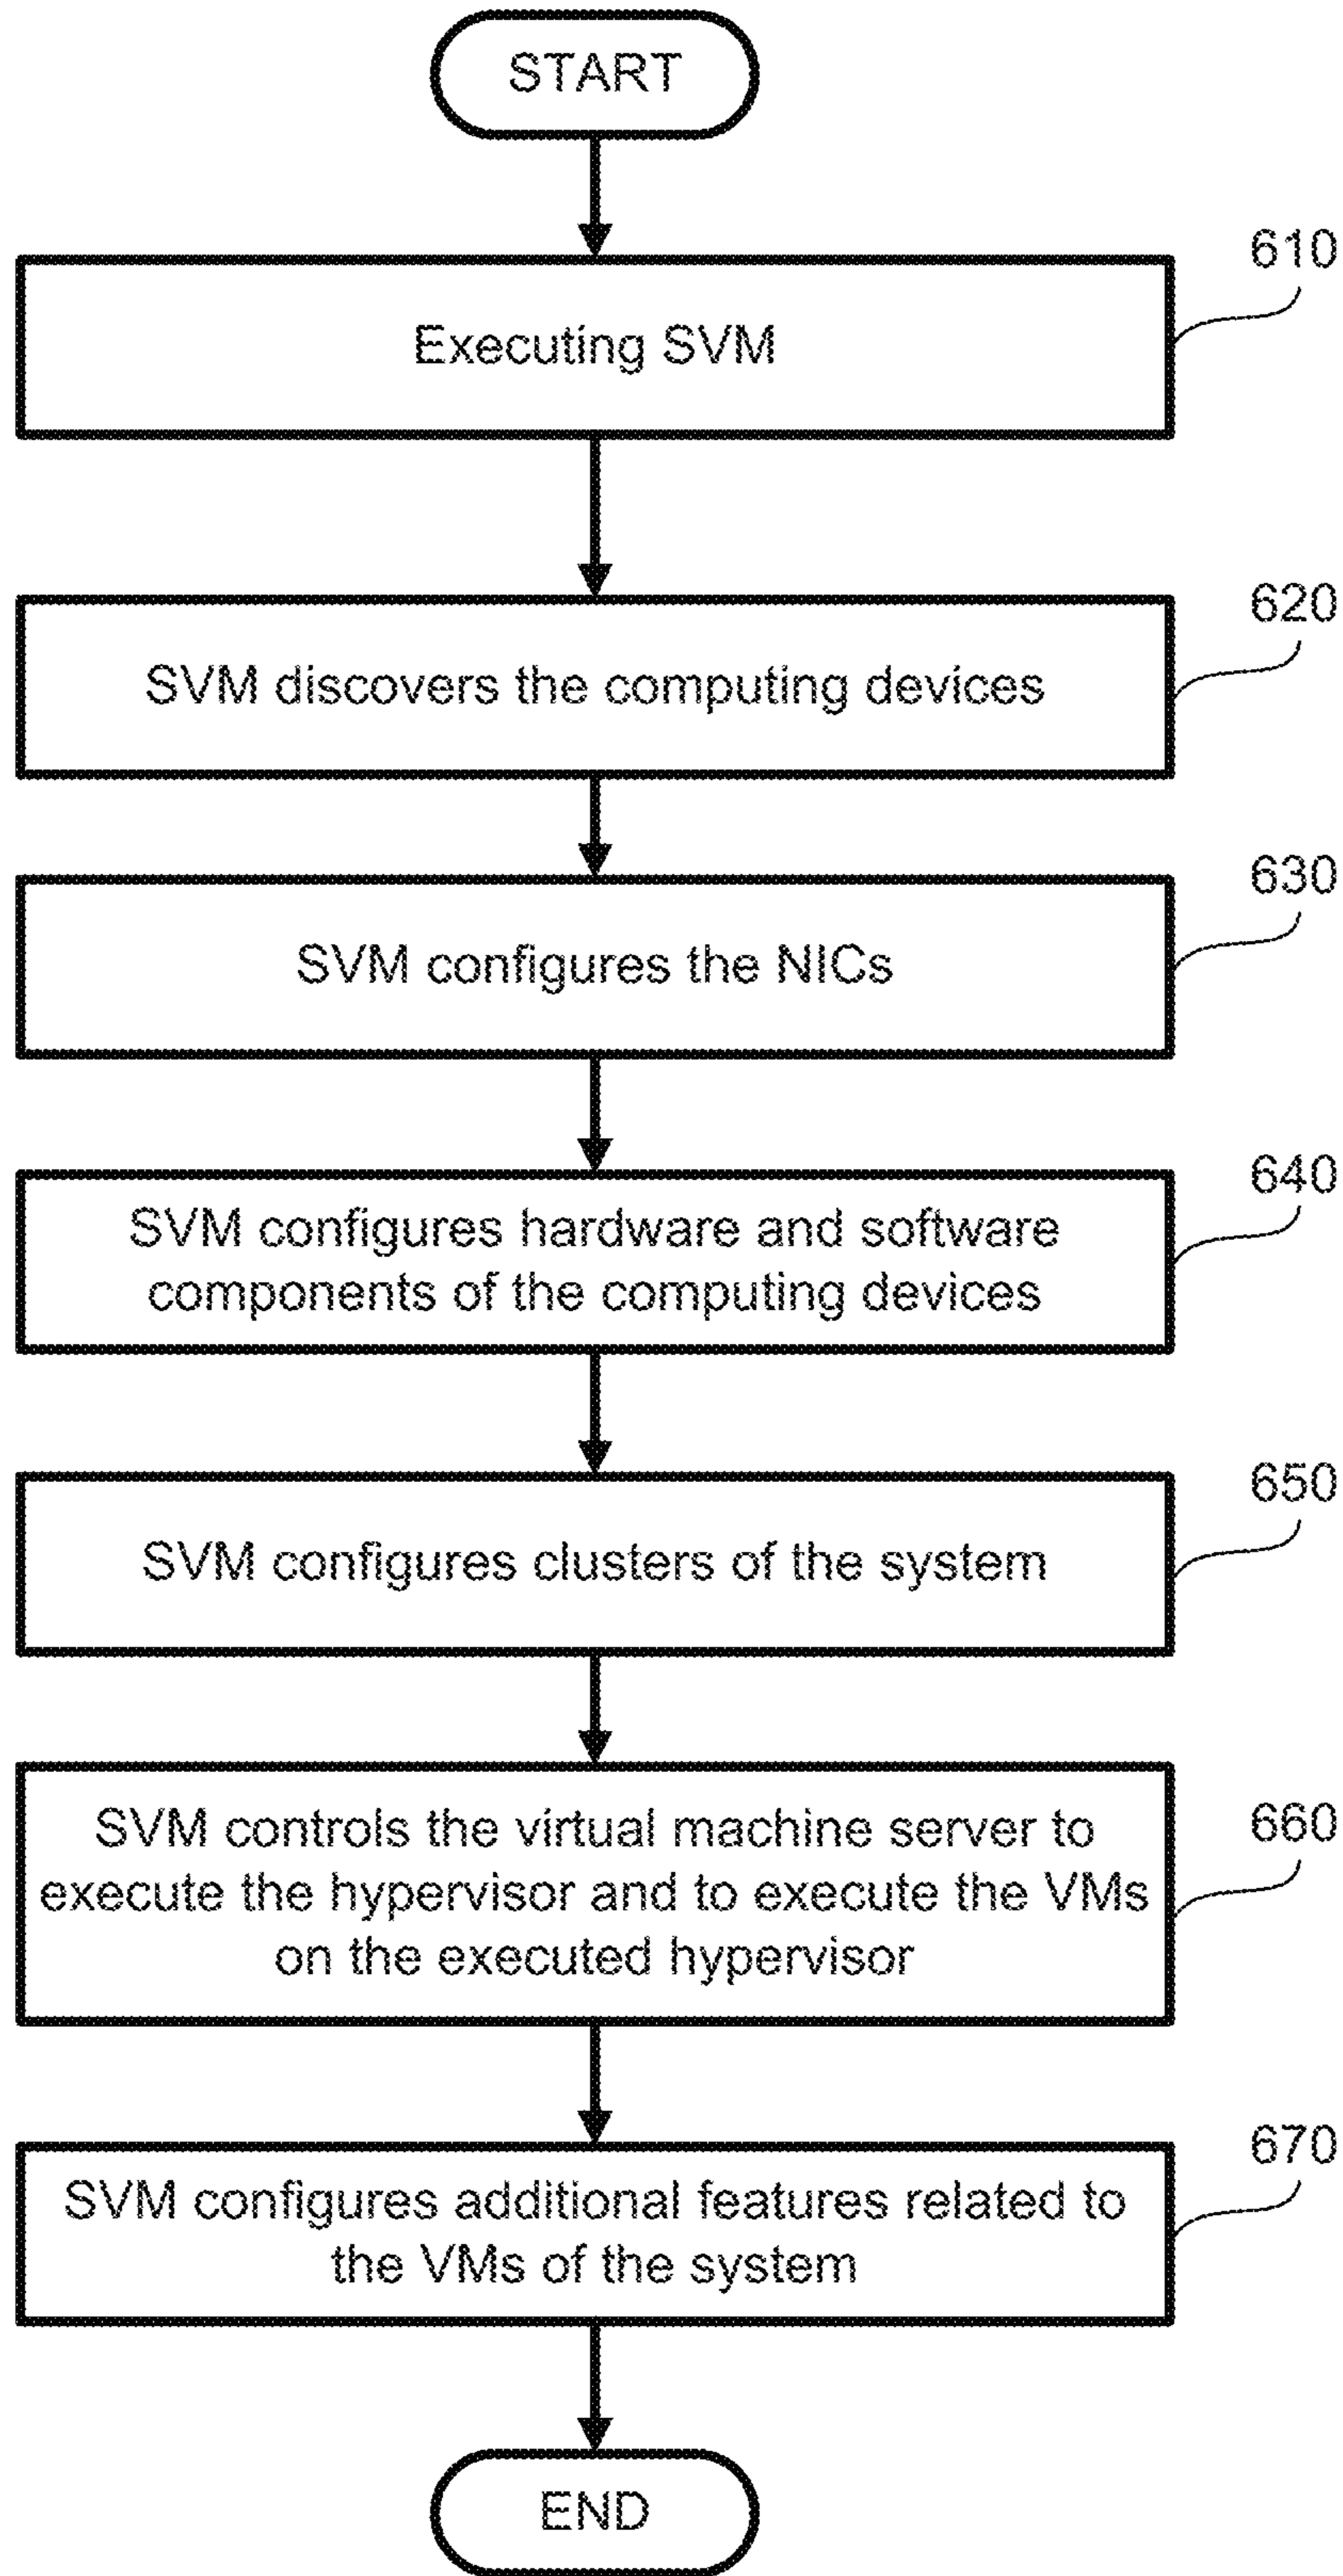 START
610
Executing SVM
620
SVM discovers the computing devices
630
SVM configures the NICs
640
SVM configures hardware and software
components of the computing devices
650
SVM configures clusters of the system
660
SVM controls the virtual machine server to
execute the hypervisor and to execute the VMs
on the executed hypervisor
670
SVM configures additional features related to
the VMs of the system
END